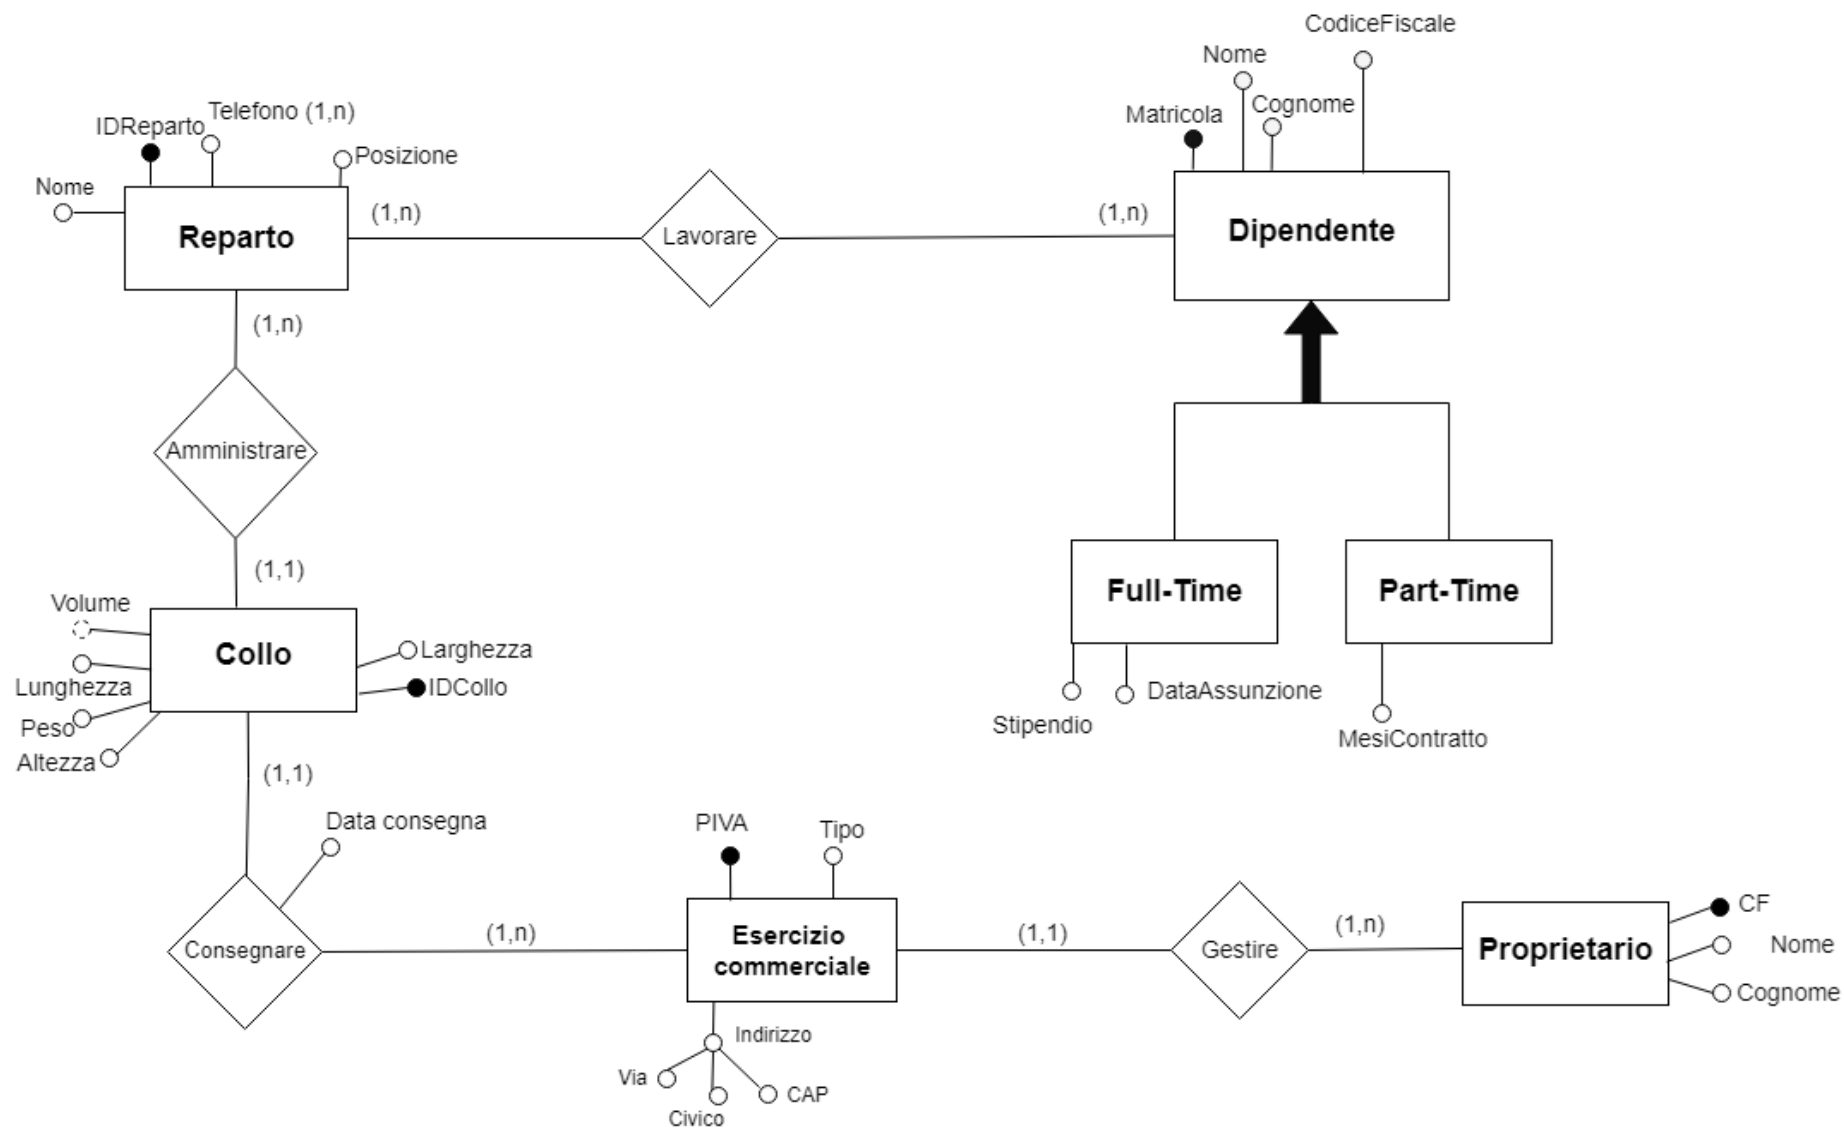 CodiceFiscale
Nome
Cognome
Matricola
Telefono (1,n)
IDReparto
Posizione
Nome
Reparto
(1,n)
Lavorare
(1,n)
Dipendente
(1,n)
Amministrare
(1,1)
Volume
Collo
Lunghezza
Peso
Altezza
Larghezza
IDCollo
Full-Time
Part-Time
Stipendio
DataAssunzione
MesiContratto
(1,1)
Data consegna
Consegnare
(1,n)
PIVA
Tipo
Esercizio
commerciale
Indirizzo
Via
Civico
CAP
(1,1)
Gestire
(1,n)
Proprietario
CF
Nome
Cognome